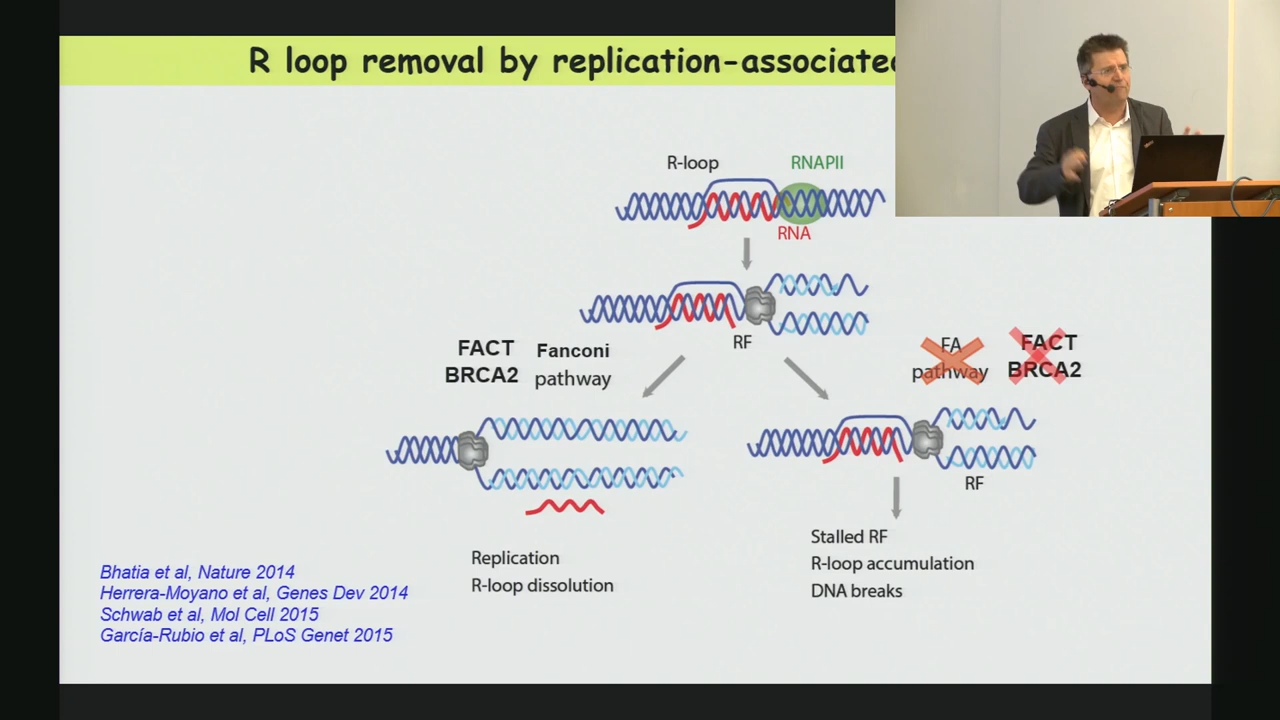 R loop removal by replication-associated
R-loop
RNAPII
RNA
RF
FACT
BRCA2
Fanconi
pathway
FA
pathway
FACT
BRCA2
RF
Replication
R-loop dissolution
Stalled RF
R-loop accumulation
DNA breaks
Bhatia et al, Nature 2014
Herrera-Moyano et al, Genes Dev 2014
Schwab et al, Mol Cell 2015
García-Rubio et al, PLoS Genet 2015